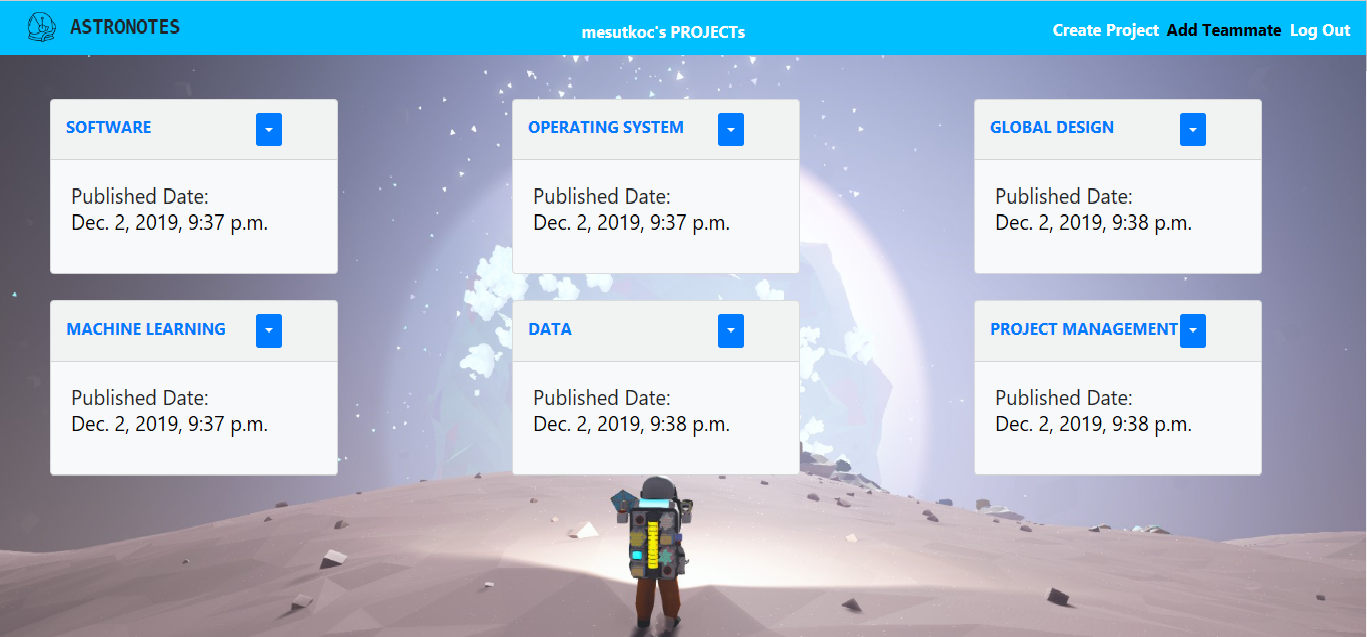 ASTRONOTES
mesutkoc's PROJECTs
Create Project Add Teammate Log Out
SOFTWARE
Published Date:
Dec. 2, 2019, 9:37 p.m.
OPERATING SYSTEM
Published Date:
Dec. 2, 2019, 9:37 p.m.
GLOBAL DESIGN
Published Date:
Dec. 2, 2019, 9:38 p.m.
MACHINE LEARNING
Published Date:
Dec. 2, 2019, 9:37 p.m.
DATA
Published Date:
Dec. 2, 2019, 9:38 p.m.
PROJECT MANAGEMENT
Published Date:
Dec. 2, 2019, 9:38 p.m.